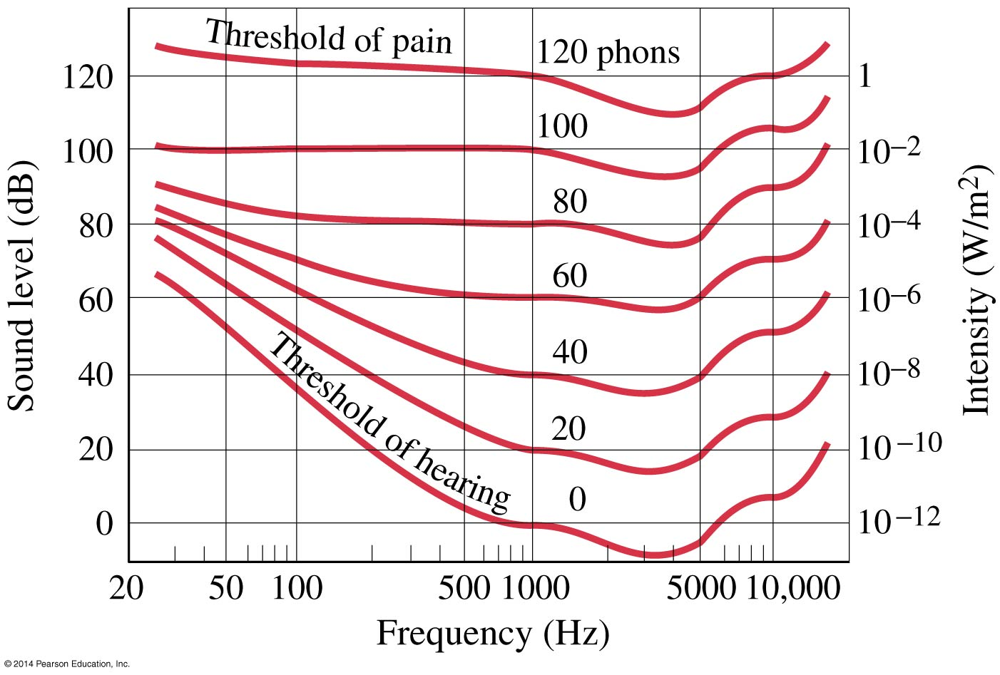 Threshold of pain
120 phons
120
1
100
100
10−2
80
80
10−4
60
60
10−6
40
40
10−8
Threshold of hearing
20
20
10−10
0
0
10−12
Sound level (dB)
Intensity (W/m2)
20 50 100 500 1000 5000 10,000
Frequency (Hz)
© 2014 Pearson Education, Inc.